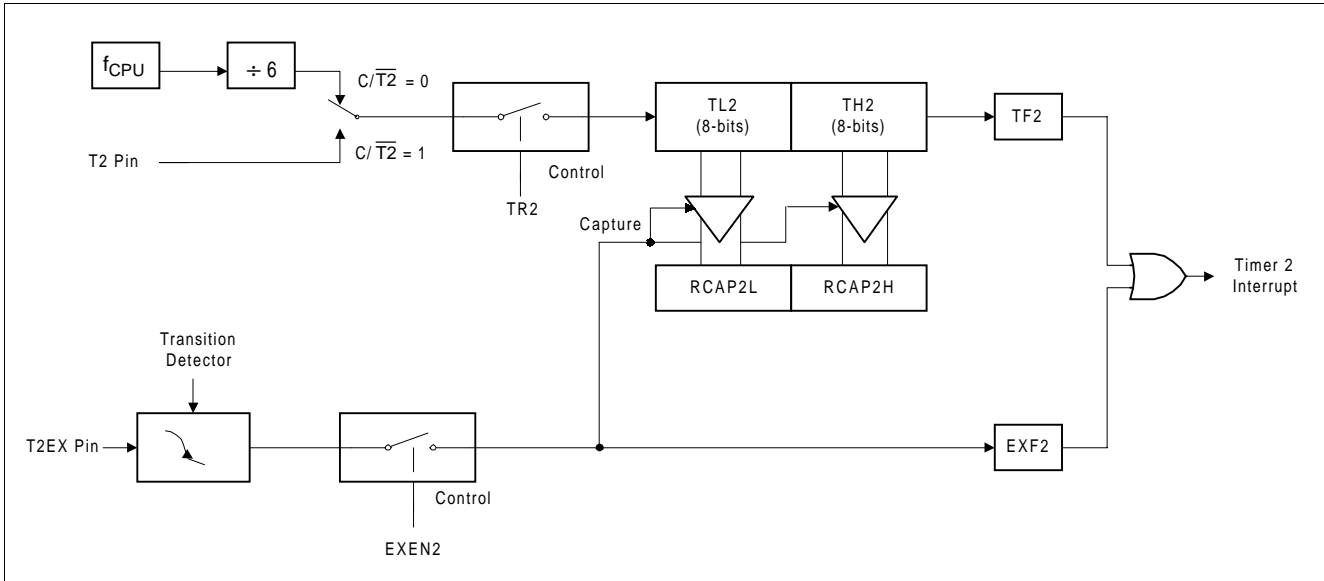 fCPU
÷ 6
C/T2̅ = 0
TL2
(8-bits)
TH2
(8-bits)
TF2
T2 Pin
C/T2̅ = 1
Control
TR2
Capture
RCAP2L
RCAP2H
Timer 2
Interrupt
Transition
Detector
T2EX Pin
EXF2
Control
EXEN2